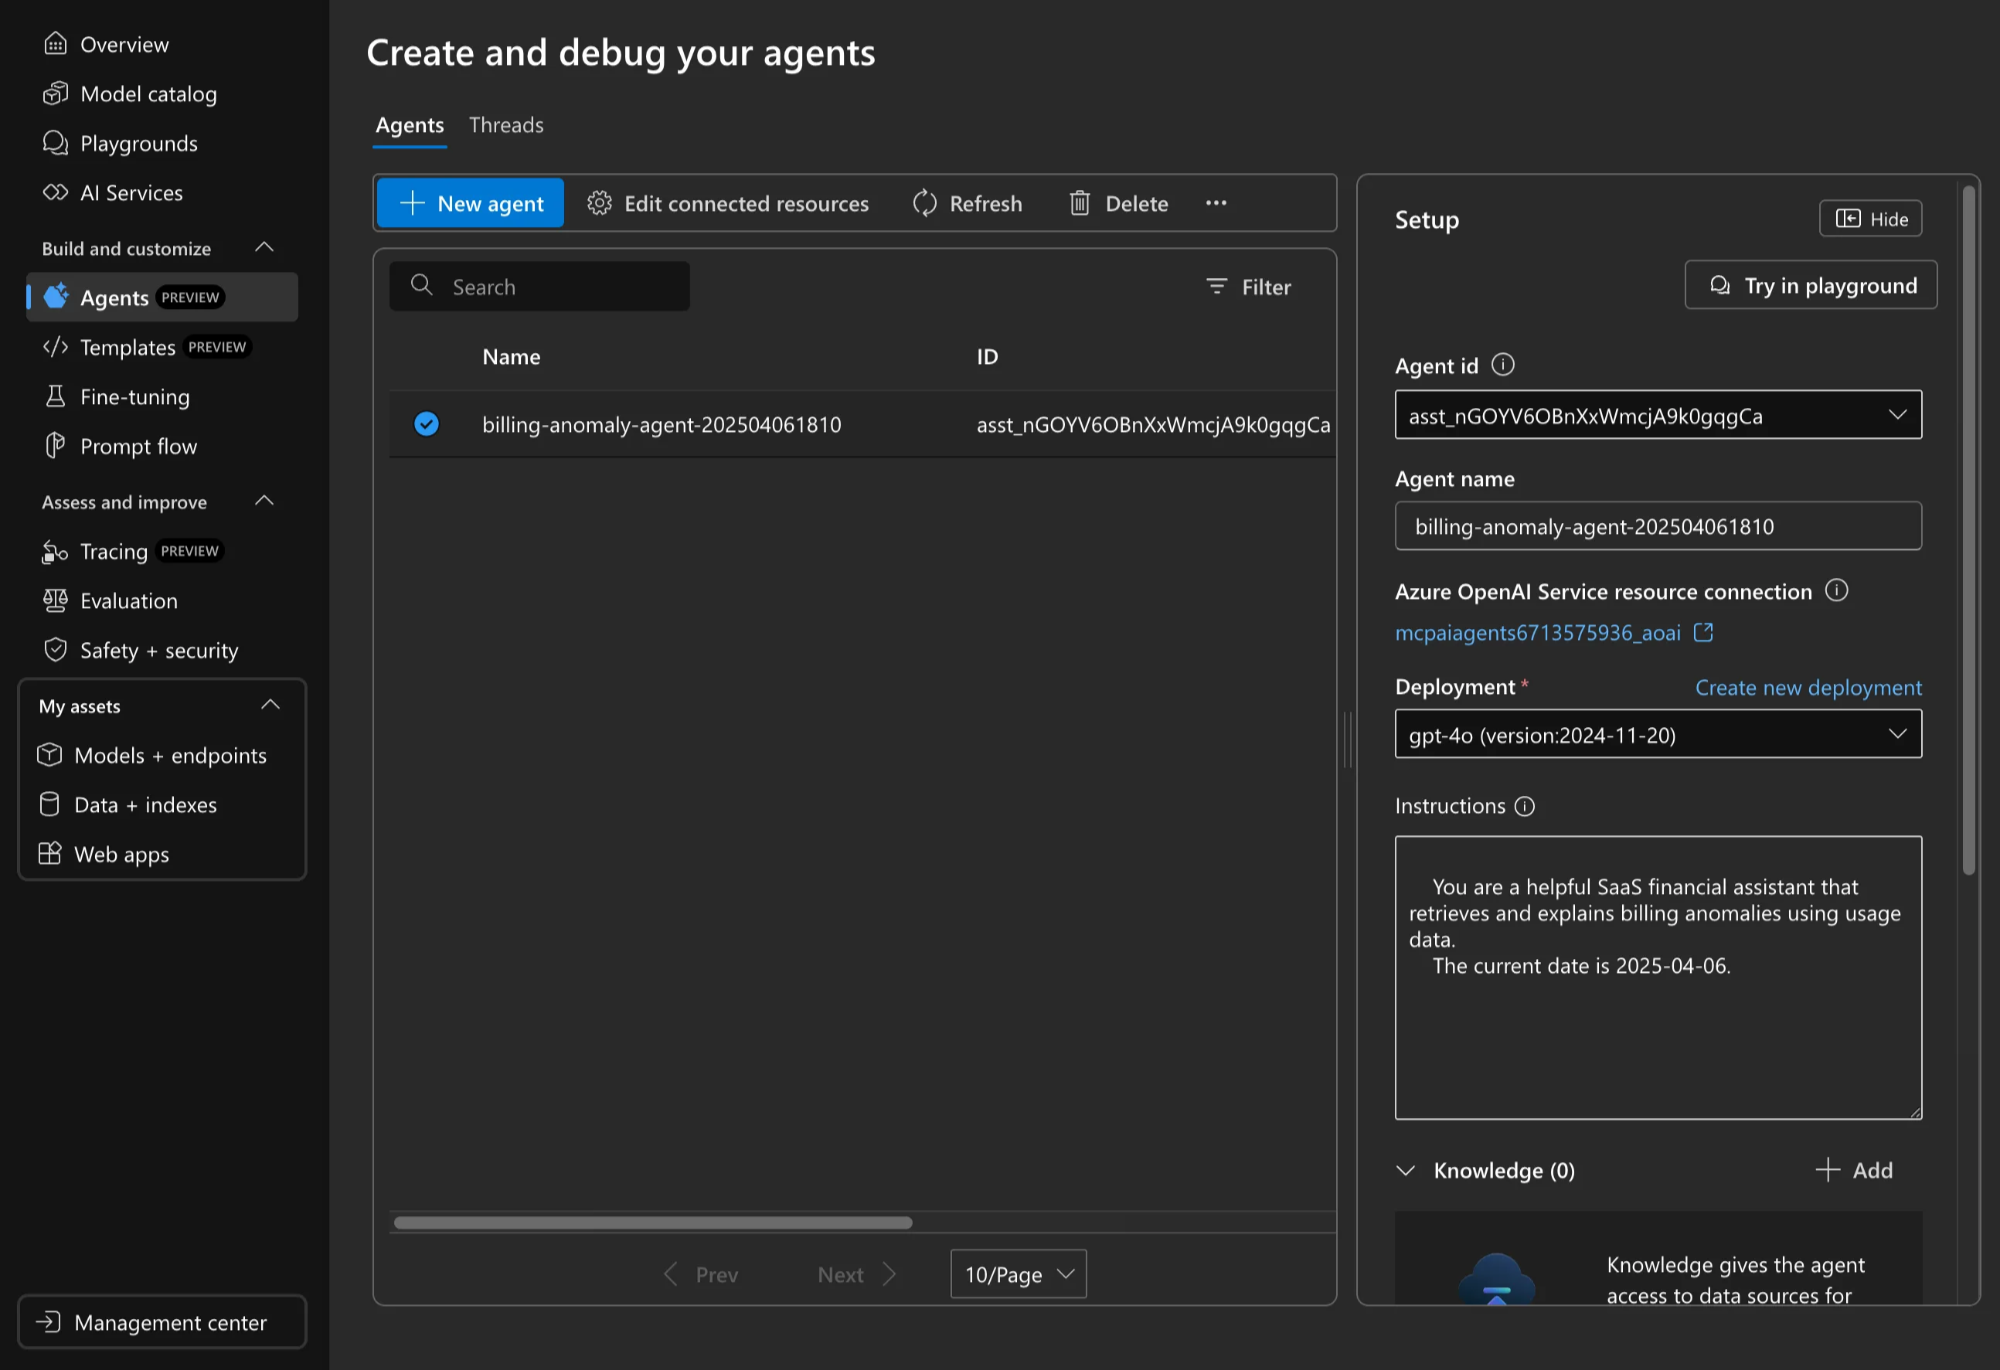 Overview
Model catalog
Playgrounds
AI Services
Build and customize
Agents PREVIEW
Templates PREVIEW
Fine-tuning
Prompt flow
Assess and improve
Tracing PREVIEW
Evaluation
Safety + security
My assets
Models + endpoints
Data + indexes
Web apps
Management center
Create and debug your agents
Agents Threads
New agent Edit connected resources Refresh Delete ...
Search Filter
Name ID
billing-anomaly-agent-202504061810 asst_nGOYV6OBnXxWmcjA9k0gqgCa
Prev Next 10/Page
Setup Hide
Try in playground
Agent id
asst_nGOYV6OBnXxWmcjA9k0gqgCa
Agent name
billing-anomaly-agent-202504061810
Azure OpenAI Service resource connection
mcpaiagents6713575936_aoai
Deployment * Create new deployment
gpt-4o (version:2024-11-20)
Instructions
You are a helpful SaaS financial assistant that
retrieves and explains billing anomalies using usage
data.
The current date is 2025-04-06.
Knowledge (0) Add
Knowledge gives the agent
access to data sources for